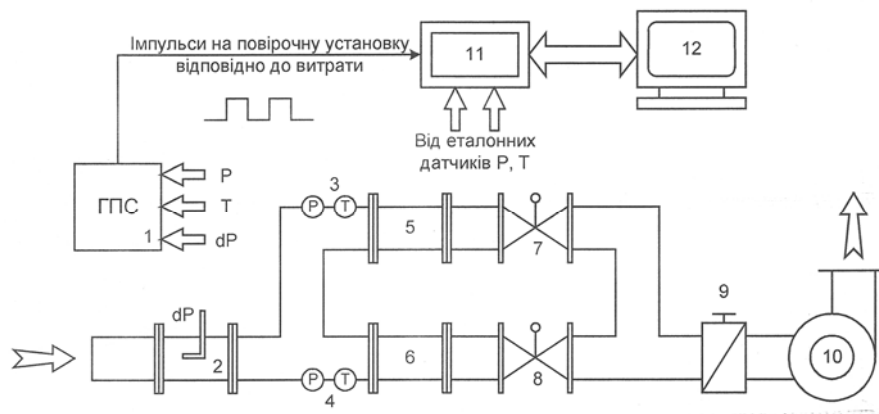 Імпульси на повірочну установку
відповідно до витрати
11
12
Від еталонних
датчиків Р, Т
ГПС
1
P
T
dP
3
P T
5
7
9
dP
2
P T
4
6
8
10